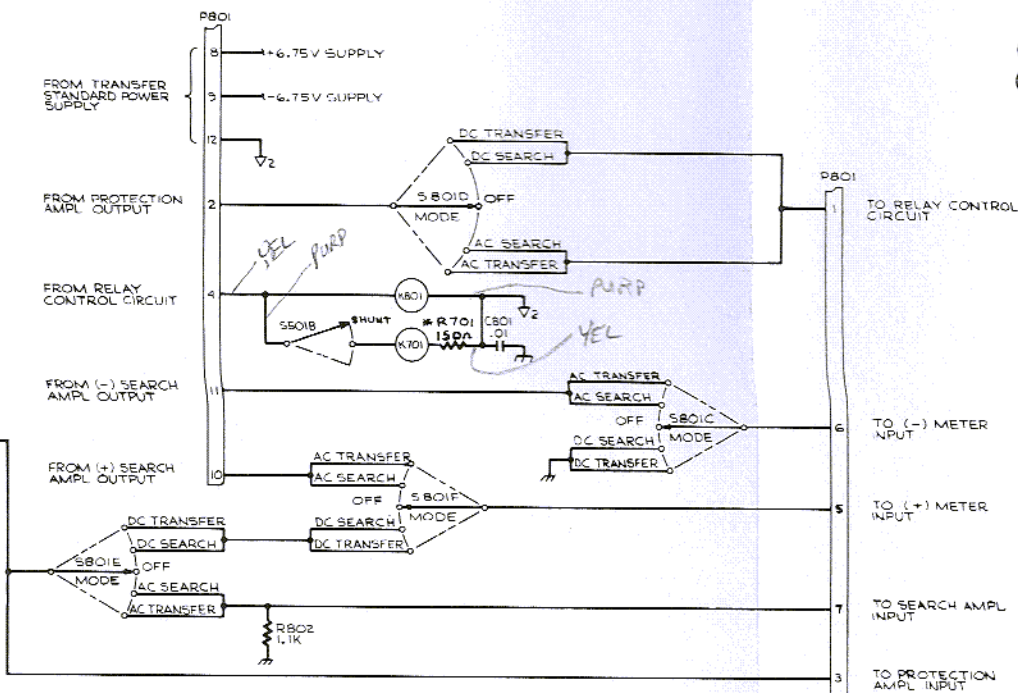 P801
8
+6.75V SUPPLY
FROM TRANSFER
STANDARD POWER
SUPPLY
9
-6.75V SUPPLY
12
2
DC TRANSFER
DC SEARCH
P801
FROM PROTECTION
AMPL OUTPUT
2
S801D
MODE
OFF
1
TO RELAY CONTROL
CIRCUIT
AC SEARCH
AC TRANSFER
YEL
PURP
FROM RELAY
CONTROL CIRCUIT
4
K801
PURP
2
S501B
SHUNT
K701
* R701
150Ω
C801
.01
YEL
FROM (-) SEARCH
AMPL OUTPUT
11
AC TRANSFER
AC SEARCH
OFF
S801C
MODE
6
TO (-) METER
INPUT
DC SEARCH
DC TRANSFER
FROM (+) SEARCH
AMPL OUTPUT
10
AC TRANSFER
AC SEARCH
OFF
S801F
MODE
5
TO (+) METER
INPUT
DC SEARCH
DC TRANSFER
DC TRANSFER
DC SEARCH
S801E
MODE
OFF
AC SEARCH
AC TRANSFER
7
TO SEARCH AMPL
INPUT
R802
1.1K
3
TO PROTECTION
AMPL INPUT